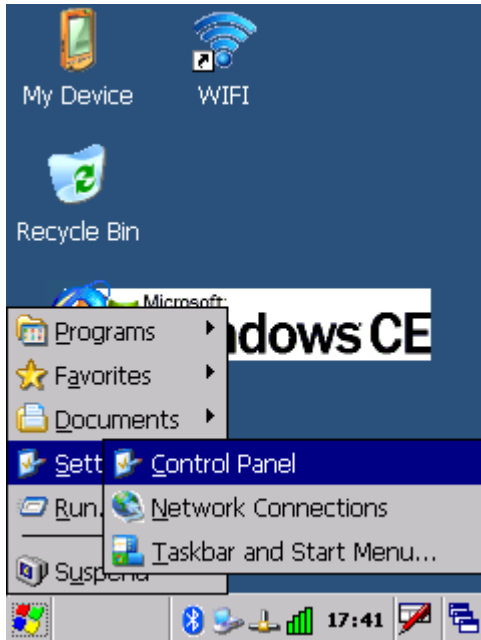 My Device
WIFI
Recycle Bin
Microsoft
dows CE
Programs
Favorites
Documents
Sett
Control Panel
Run.
Network Connections
Taskbar and Start Menu...
Suspend
17:41